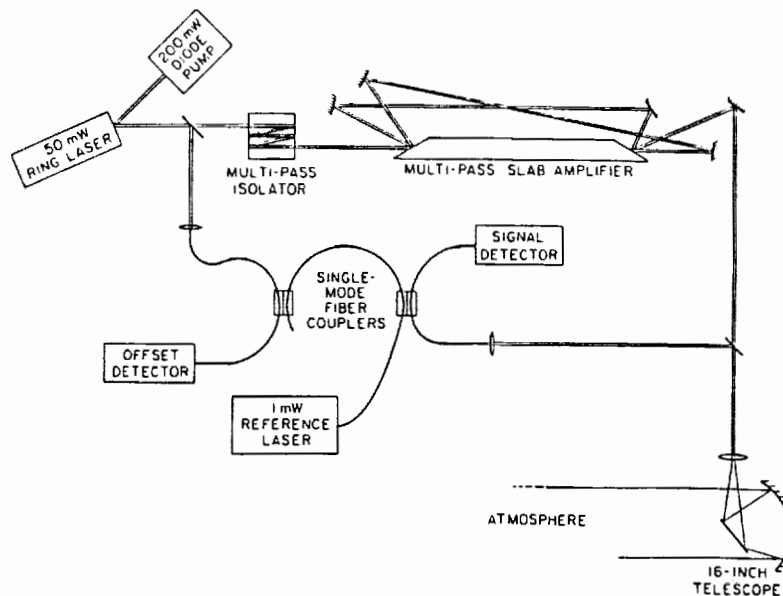 200 mW
DIODE
PUMP
50 mW
RING LASER
MULTI-PASS
ISOLATOR
MULTI-PASS SLAB AMPLIFIER
SIGNAL
DETECTOR
SINGLE-
MODE
FIBER
COUPLERS
OFFSET
DETECTOR
1 mW
REFERENCE
LASER
ATMOSPHERE
16-INCH
TELESCOPE